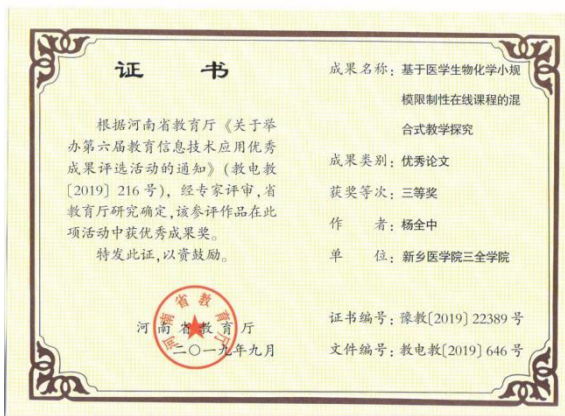 证 书
根据河南省教育厅《关于举
办第六届教育信息技术应用优秀
成果评选活动的通知》(教电教
〔2019〕216号),经专家评审,省
教育厅研究确定,该参评作品在此
项活动中获优秀成果奖。
特发此证,以资鼓励。
河南省教育厅
二〇一九年九月
河南省教育厅
成果名称:基于医学生物化学小规
模限制性在线课程的混
合式教学探究
成果类别:优秀论文
获奖等次:三等奖
作 者:杨全中
单 位:新乡医学院三全学院
证书编号:豫教〔2019〕22389号
文件编号:教电教〔2019〕646号